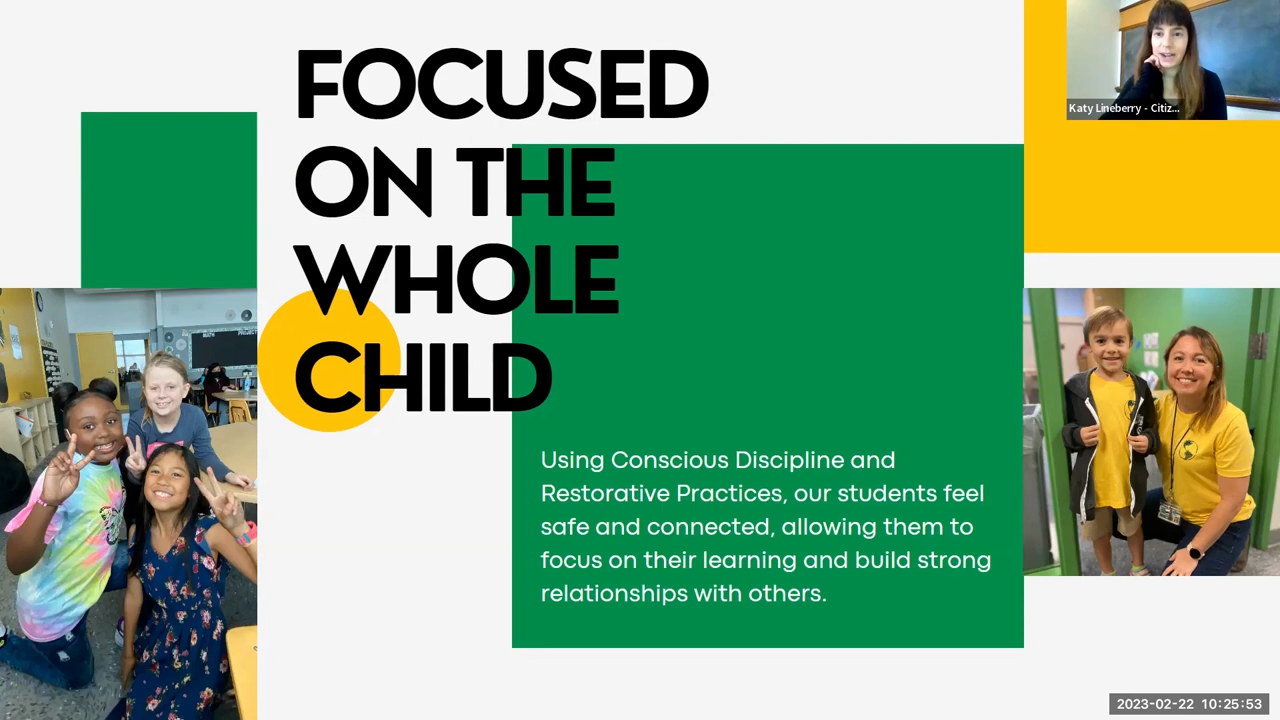 FOCUSED
ON THE
WHOLE
CHILD
Using Conscious Discipline and
Restorative Practices, our students feel
safe and connected, allowing them to
focus on their learning and build strong
relationships with others.
Katy Lineberry - Citiz...
MATH
PROJECT
2023-02-22 10:25:53